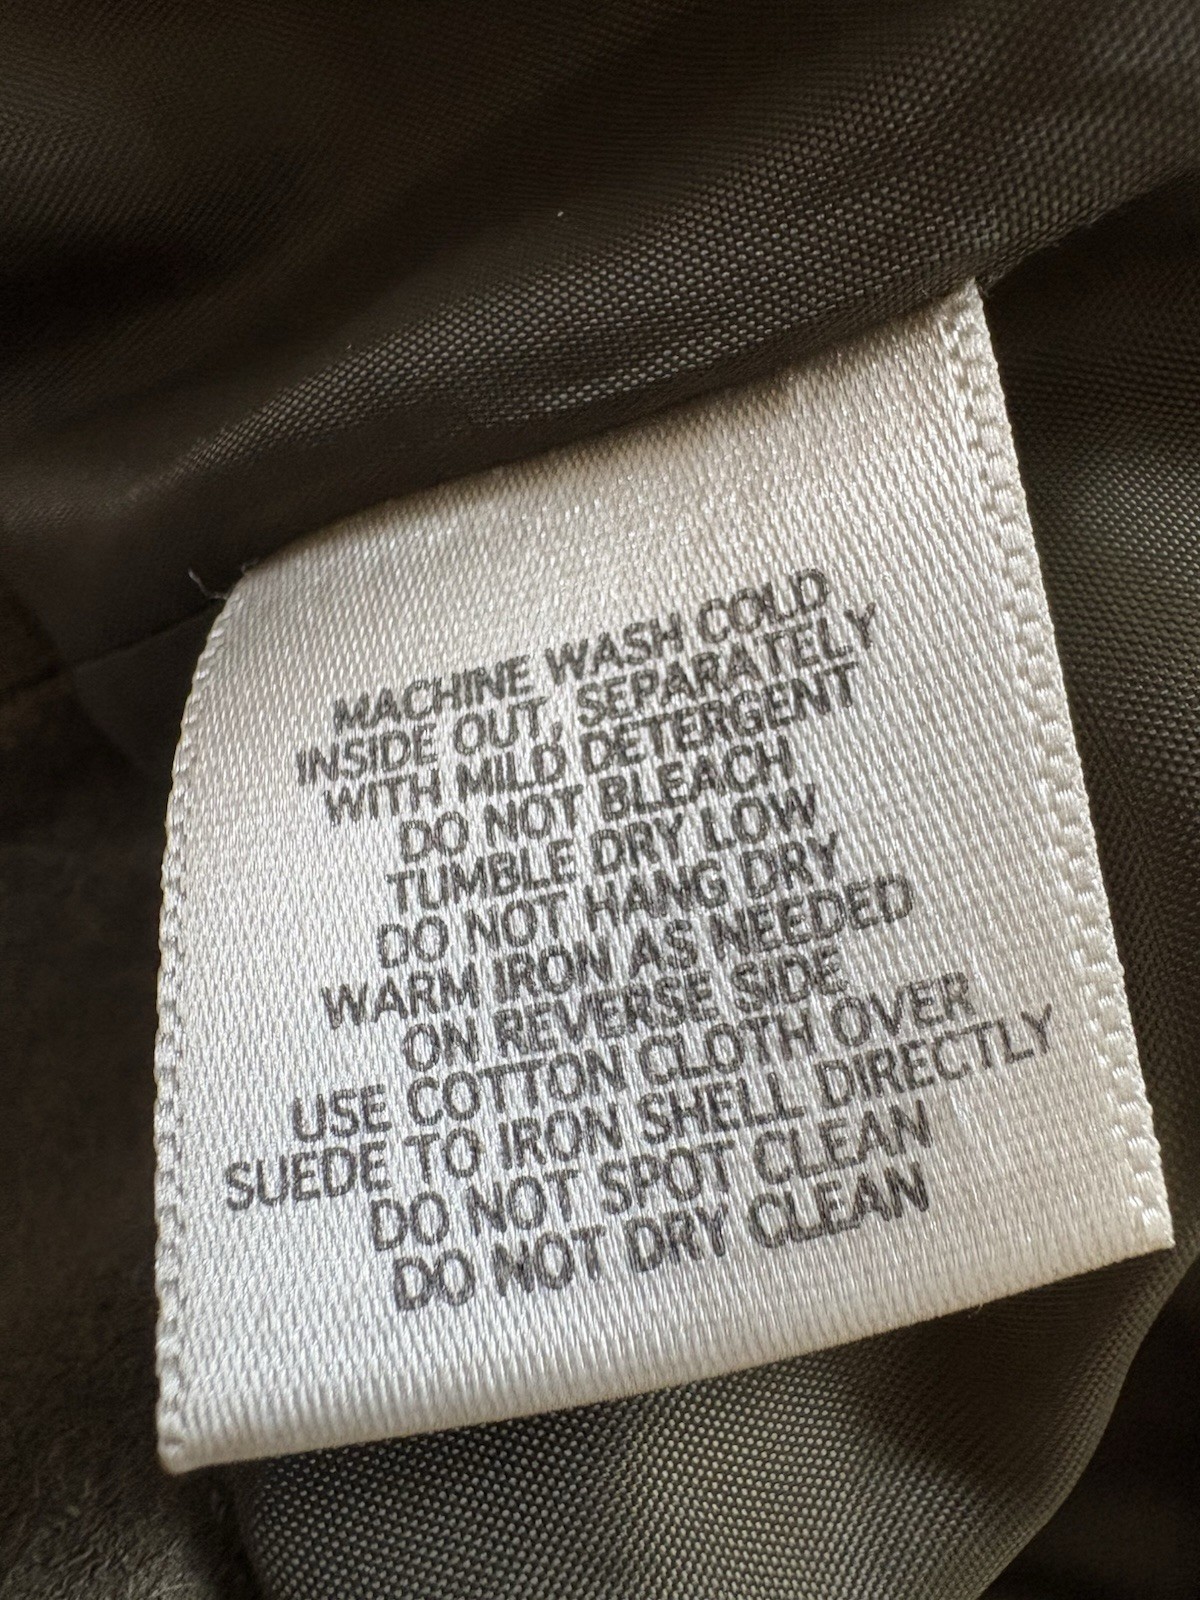 MACHINE WASH COLD
INSIDE OUT, SEPARATELY
WITH MILD DETERGENT
DO NOT BLEACH
TUMBLE DRY LOW
DO NOT HANG DRY
WARM IRON AS NEEDED
ON REVERSE SIDE
USE COTTON CLOTH OVER
SUEDE TO IRON SHELL DIRECTLY
DO NOT SPOT CLEAN
DO NOT DRY CLEAN